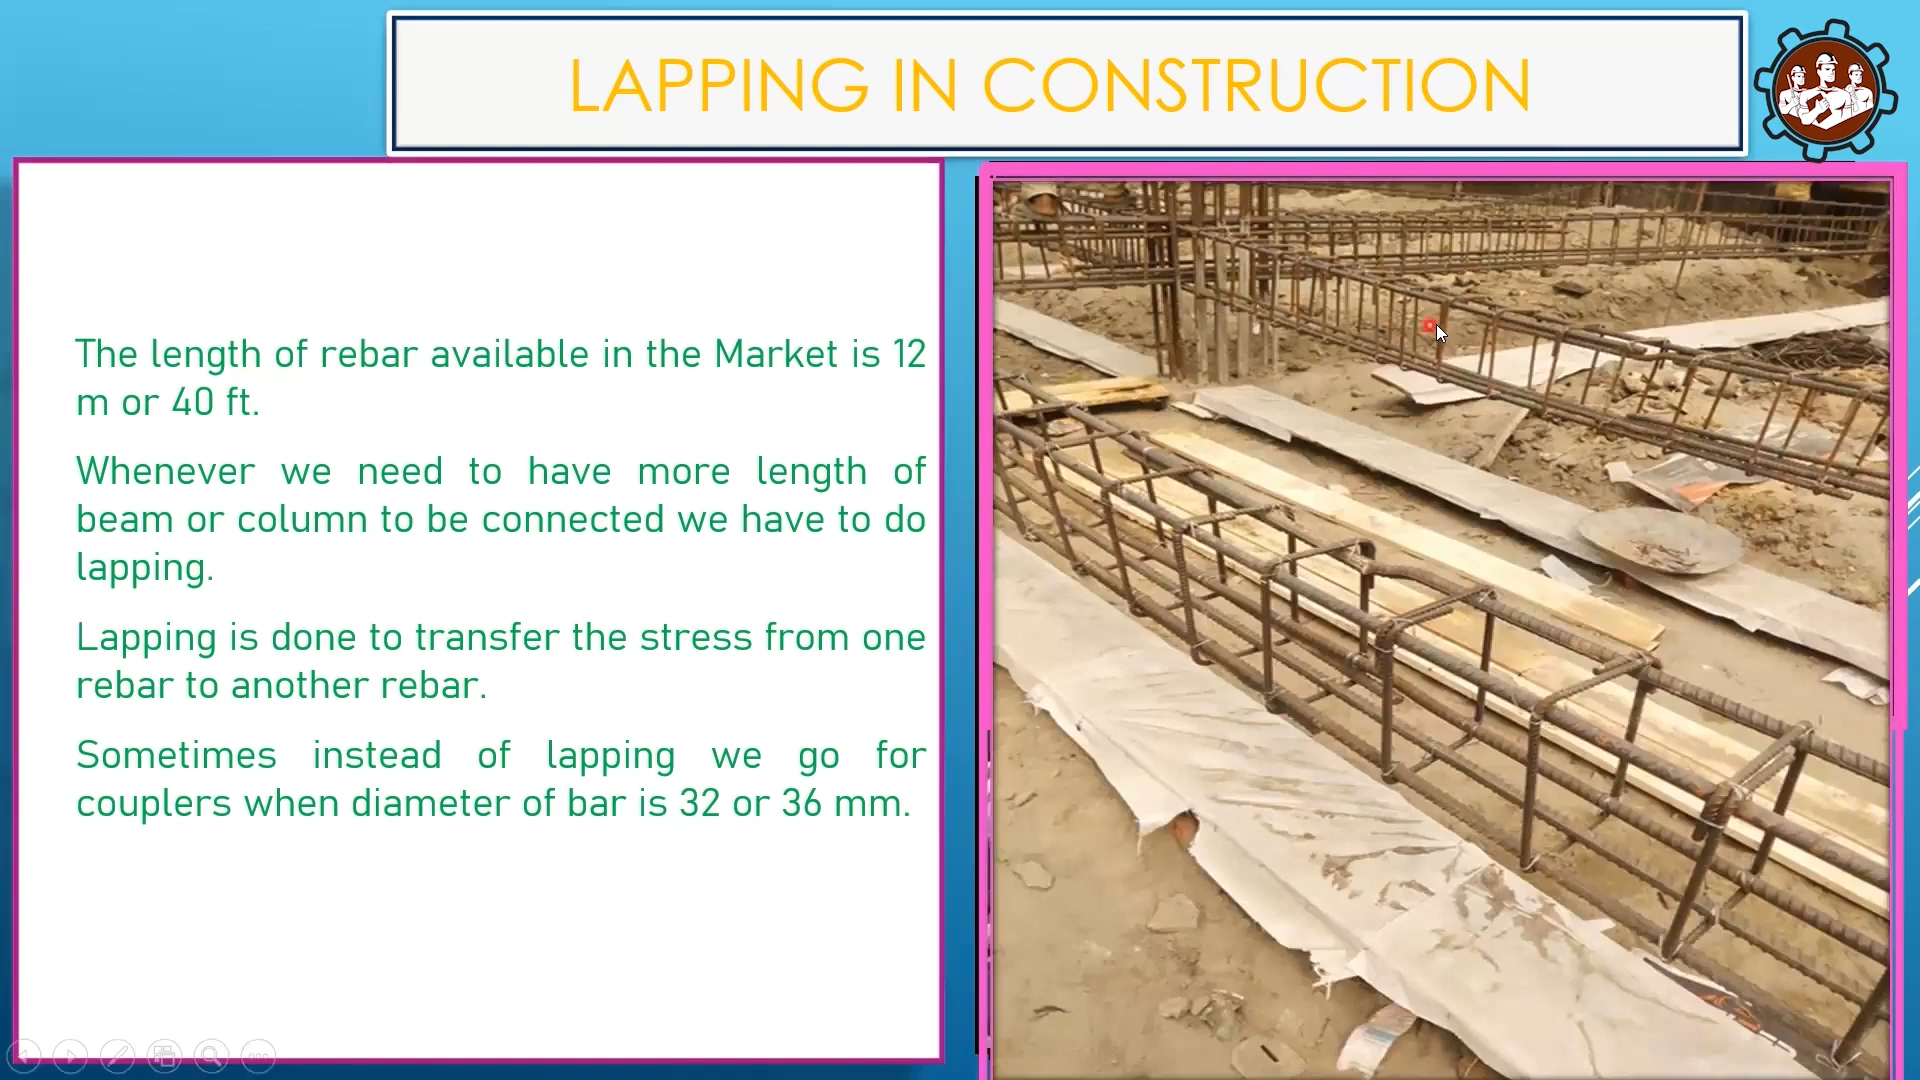 LAPPING IN CONSTRUCTION
The length of rebar available in the Market is 12
m or 40 ft.
Whenever we need to have more length of
beam or column to be connected we have to do
lapping.
Lapping is done to transfer the stress from one
rebar to another rebar.
Sometimes instead of lapping we go for
couplers when diameter of bar is 32 or 36 mm.